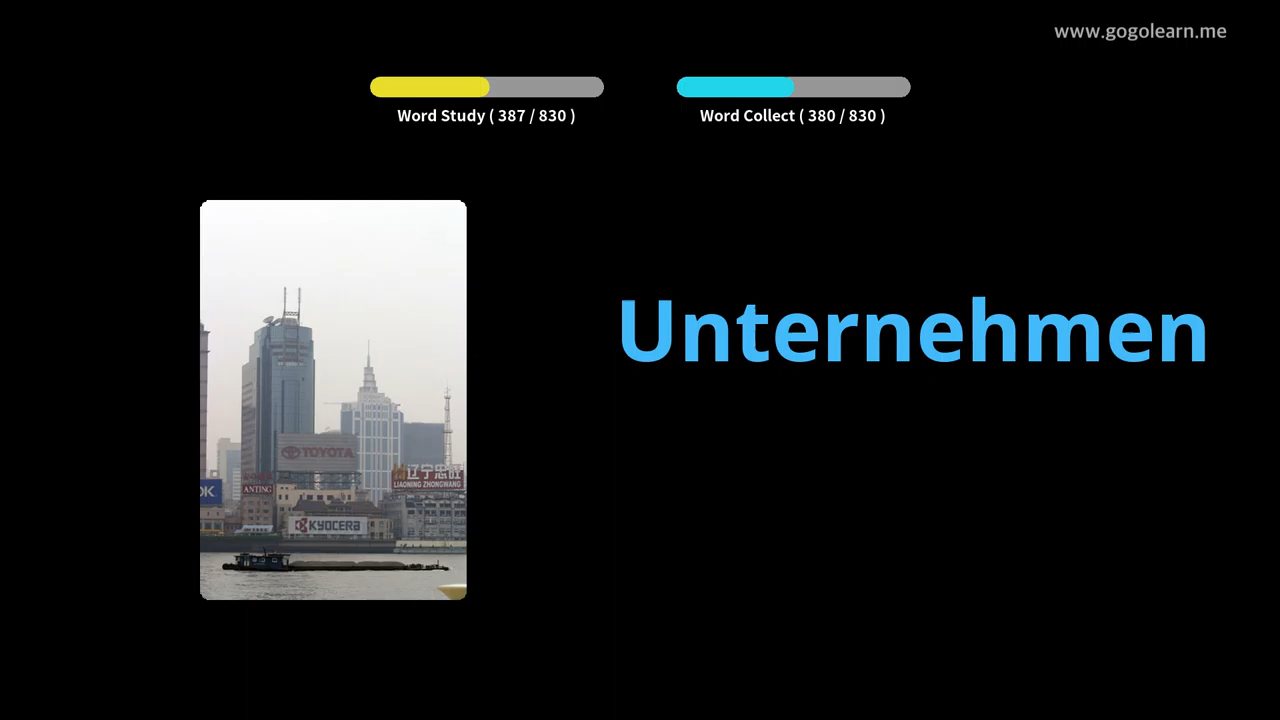 www.gogolearn.me
Word Study ( 387 / 830 )
Word Collect ( 380 / 830 )
Unternehmen
TOYOTA
辽宁忠旺
LIAONING ZHONGWANG
OK
ANTING
KYOCERA